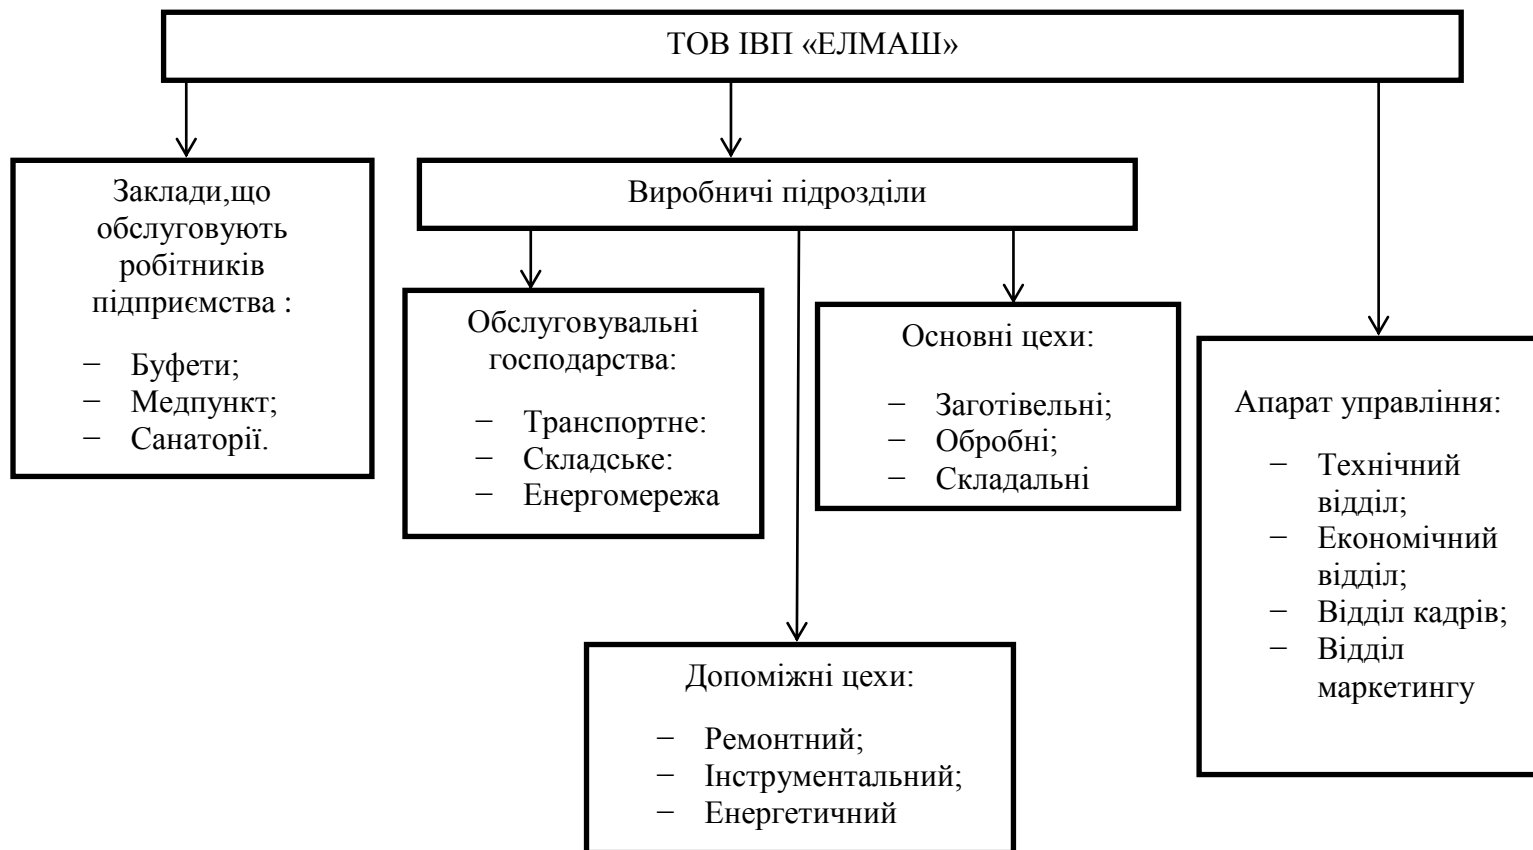 ТОВ ІВП «ЕЛМАШ»
Заклади,що
обслуговують
робітників
підприємства :
− Буфети;
− Медпункт;
− Санаторії.
Виробничі підрозділи
Обслуговувальні
господарства:
− Транспортне:
− Складське:
− Енергомережа
Основні цехи:
− Заготівельні;
− Обробні;
− Складальні
Апарат управління:
− Технічний
відділ;
− Економічний
відділ;
− Відділ кадрів;
− Відділ
маркетингу
Допоміжні цехи:
− Ремонтний;
− Інструментальний;
− Енергетичний